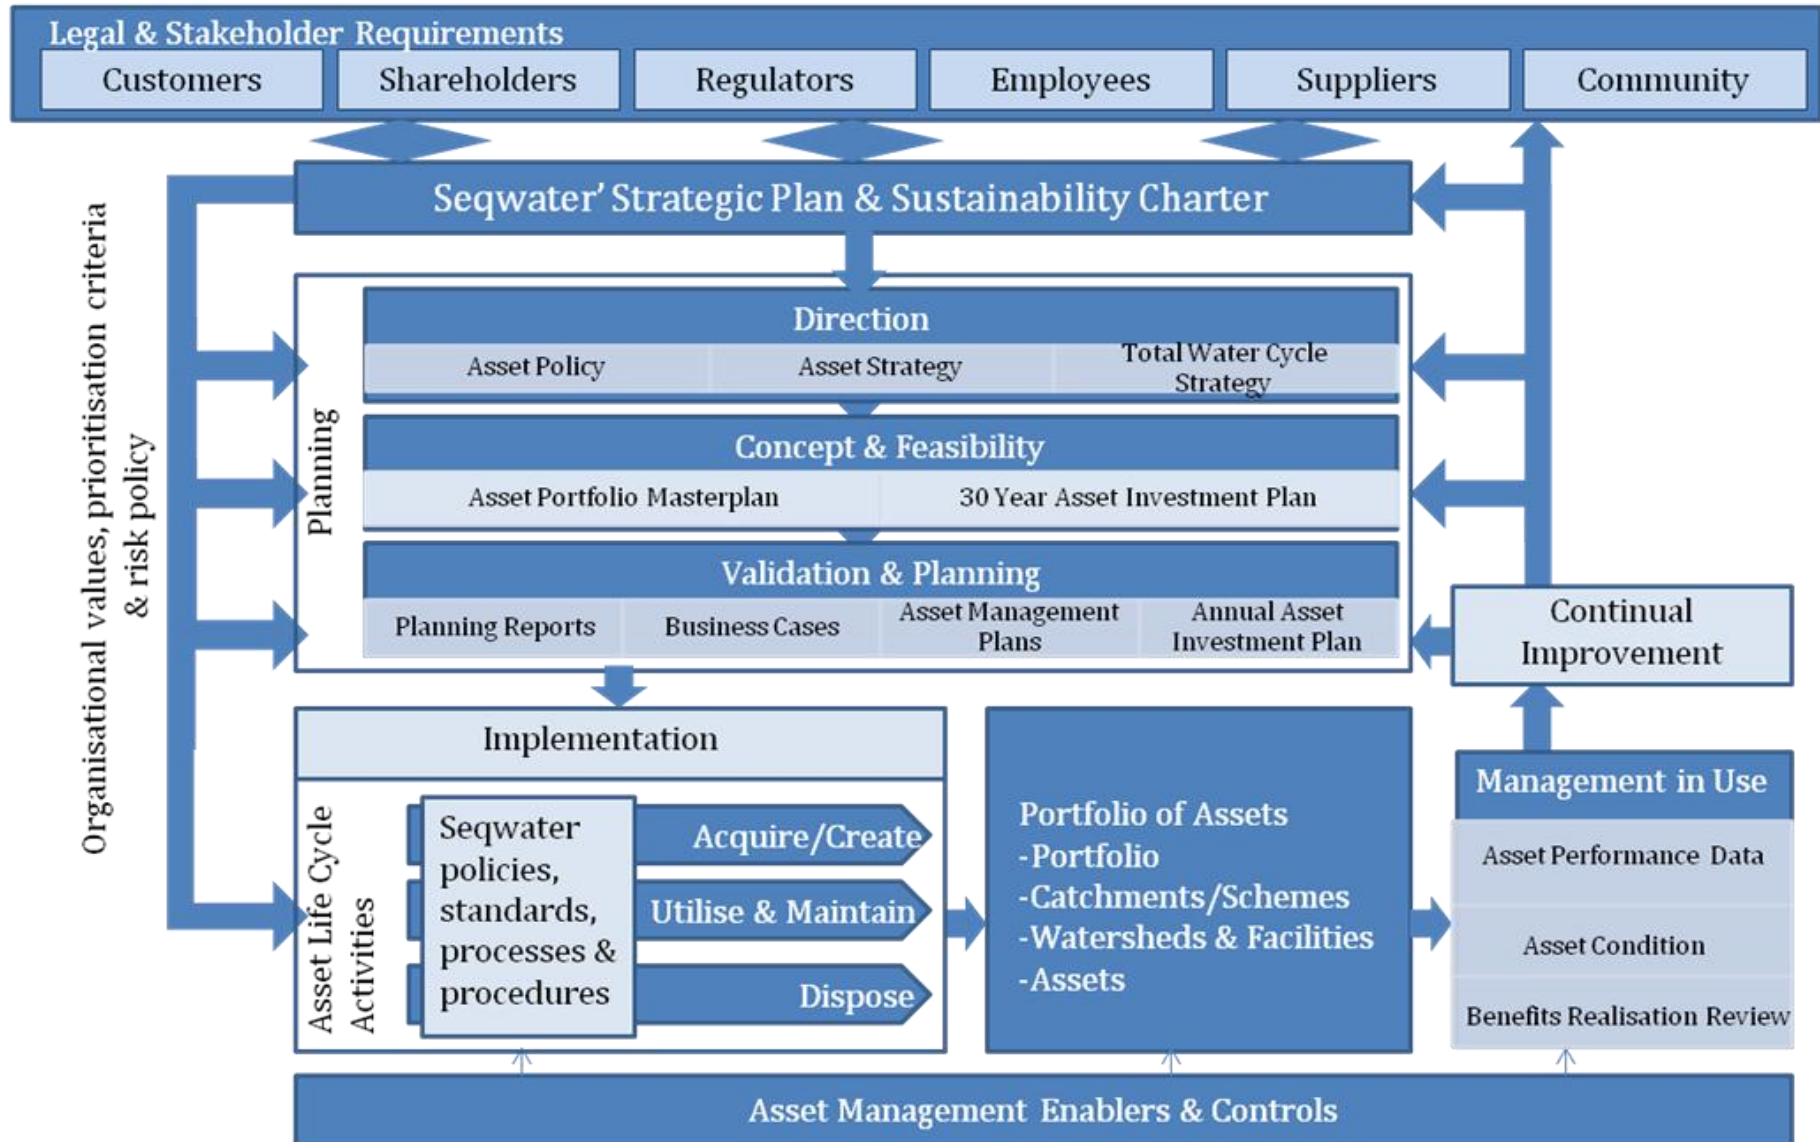 Legal & Stakeholder Requirements
Customers
Shareholders
Regulators
Employees
Suppliers
Community
Seqwater' Strategic Plan & Sustainability Charter
Organisational values, prioritisation criteria
& risk policy
Planning
Direction
Asset Policy
Asset Strategy
Total Water Cycle
Strategy
Concept & Feasibility
Asset Portfolio Masterplan
30 Year Asset Investment Plan
Validation & Planning
Planning Reports
Business Cases
Asset Management
Plans
Annual Asset
Investment Plan
Continual
Improvement
Implementation
Asset Life Cycle
Activities
Seqwater
policies,
standards,
processes &
procedures
Acquire/Create
Utilise & Maintain
Dispose
Portfolio of Assets
-Portfolio
-Catchments/Schemes
-Watersheds & Facilities
-Assets
Management in Use
Asset Performance Data
Asset Condition
Benefits Realisation Review
Asset Management Enablers & Controls